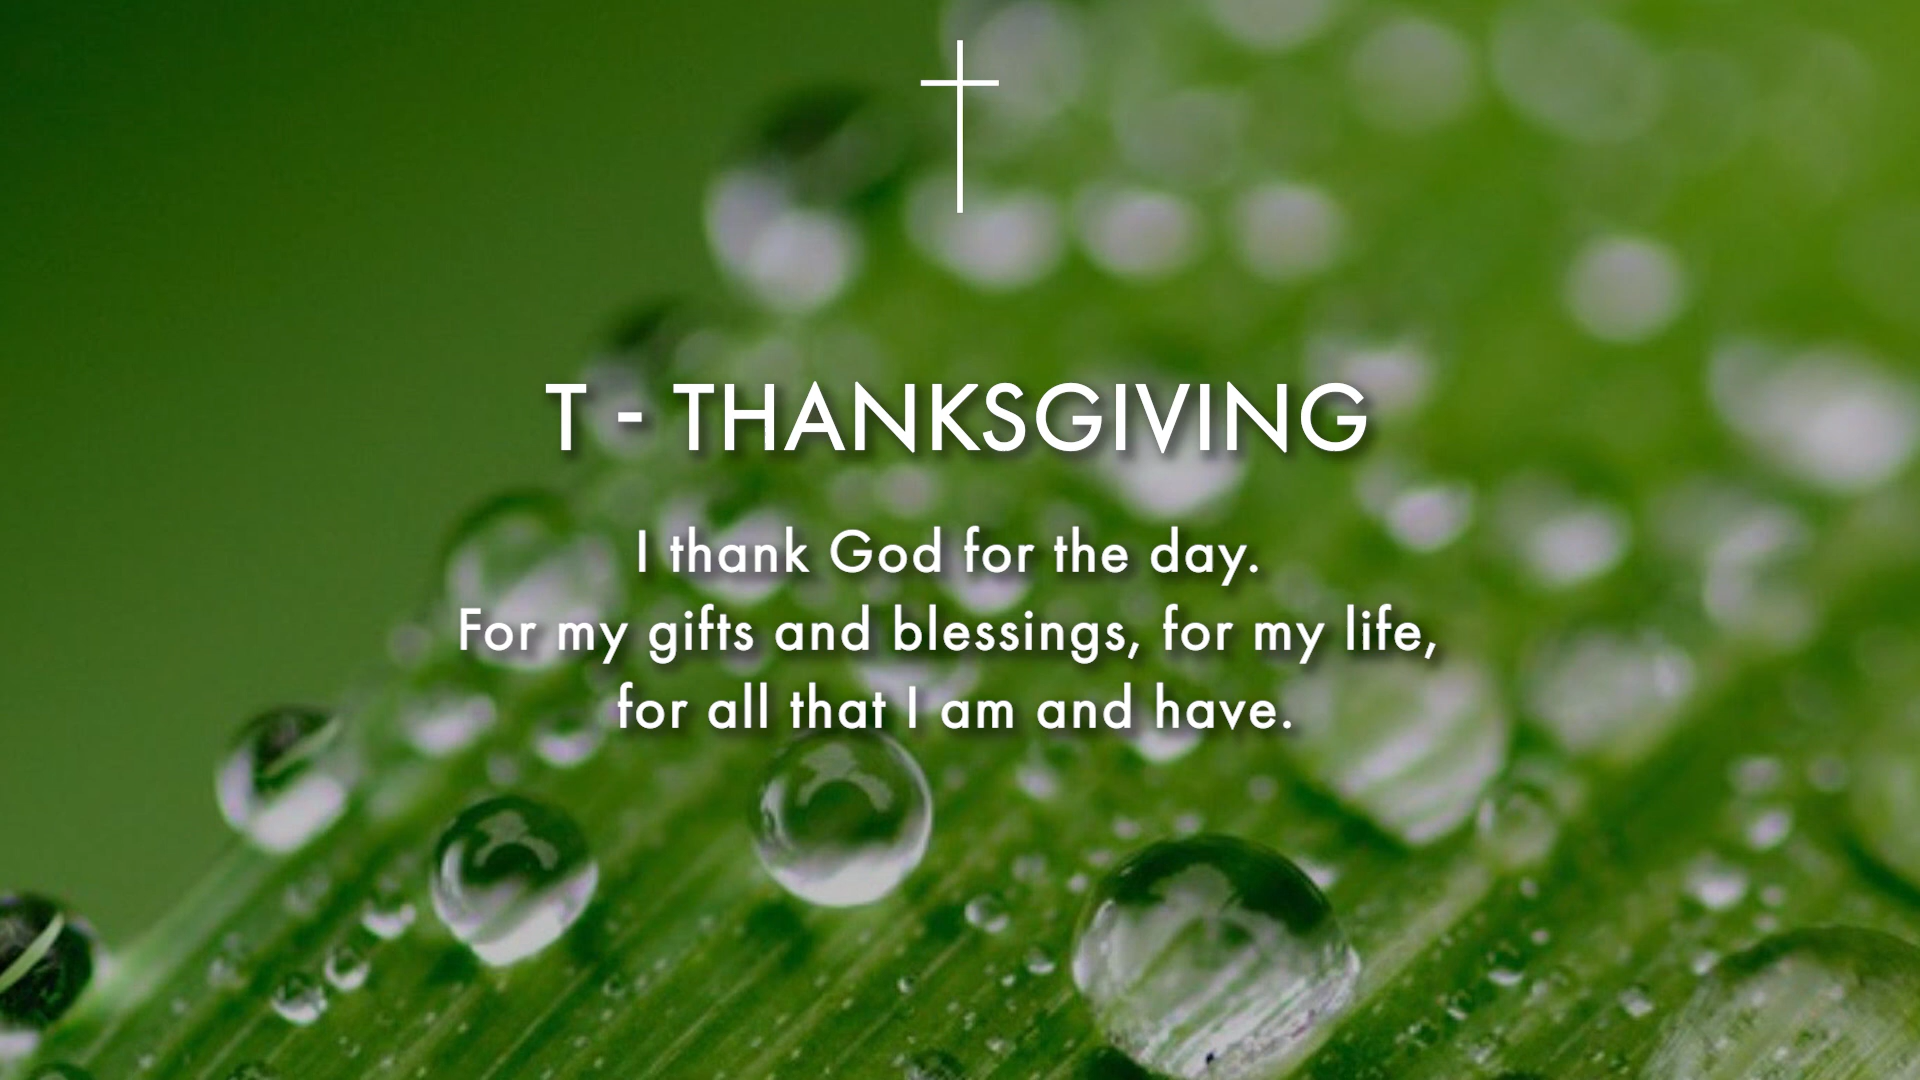 T - THANKSGIVING
I thank God for the day.
For my gifts and blessings, for my life,
for all that I am and have.